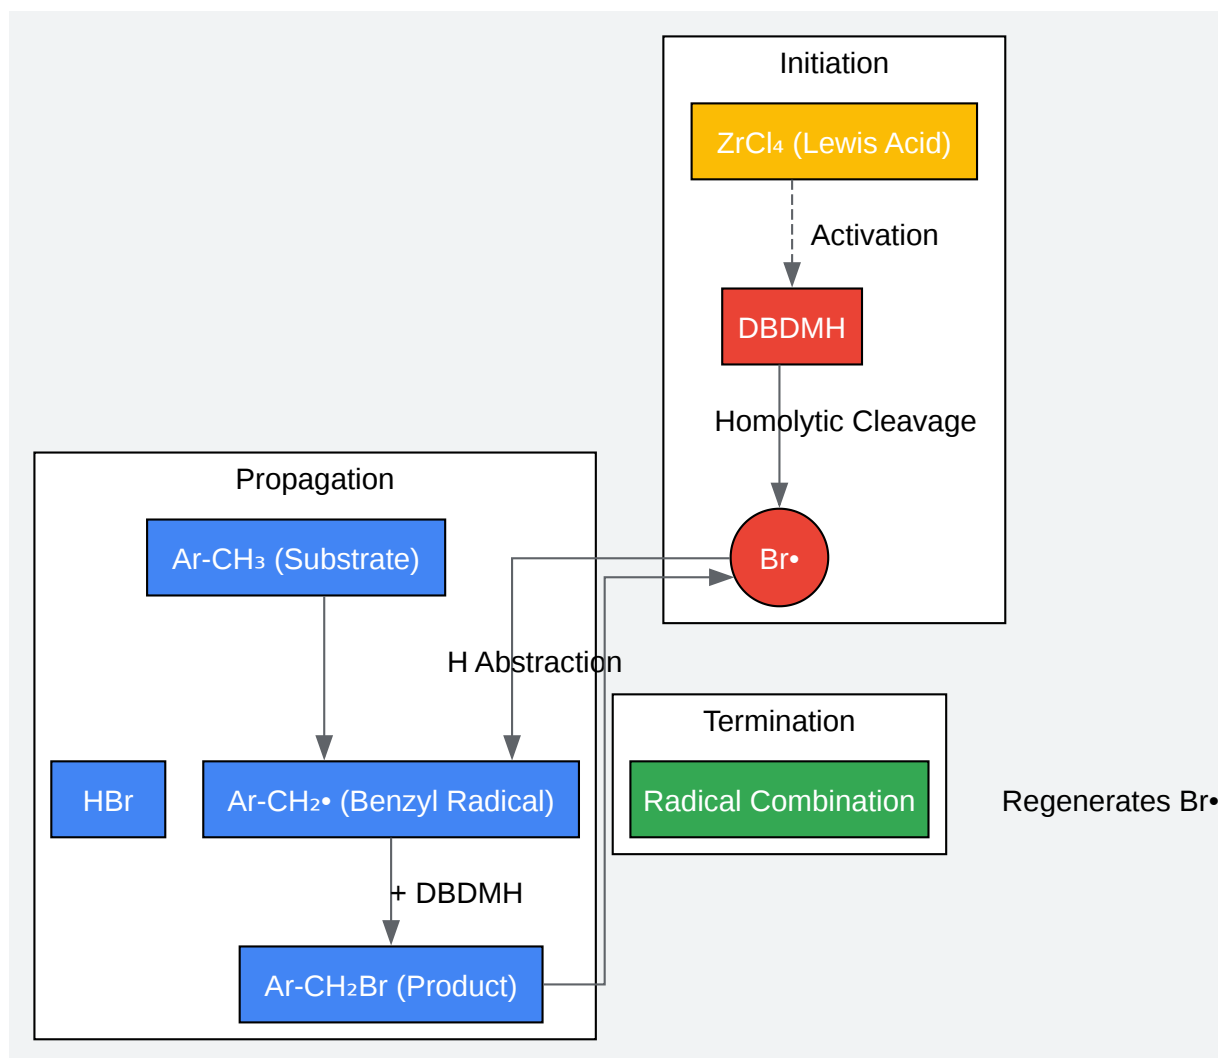 Initiation
ZrCl₄ (Lewis Acid)
Activation
DBDMH
Homolytic Cleavage
Br•
Propagation
Ar-CH₃ (Substrate)
H Abstraction
HBr
Ar-CH₂• (Benzyl Radical)
+ DBDMH
Ar-CH₂Br (Product)
Termination
Radical Combination
Regenerates Br•